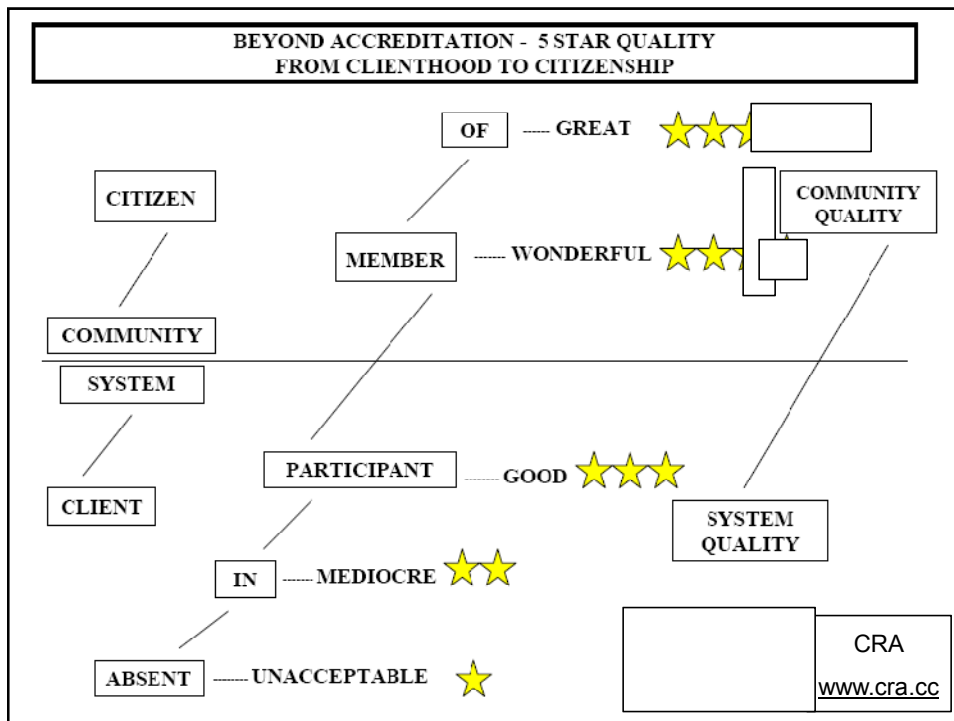 BEYOND ACCREDITATION - 5 STAR QUALITY
FROM CLIENTHOOD TO CITIZENSHIP
OF ------ GREAT
CITIZEN
COMMUNITY
QUALITY
MEMBER ------- WONDERFUL
COMMUNITY
SYSTEM
PARTICIPANT ------- GOOD
CLIENT
SYSTEM
QUALITY
IN ------- MEDIOCRE
ABSENT ------- UNACCEPTABLE
CRA
www.cra.cc